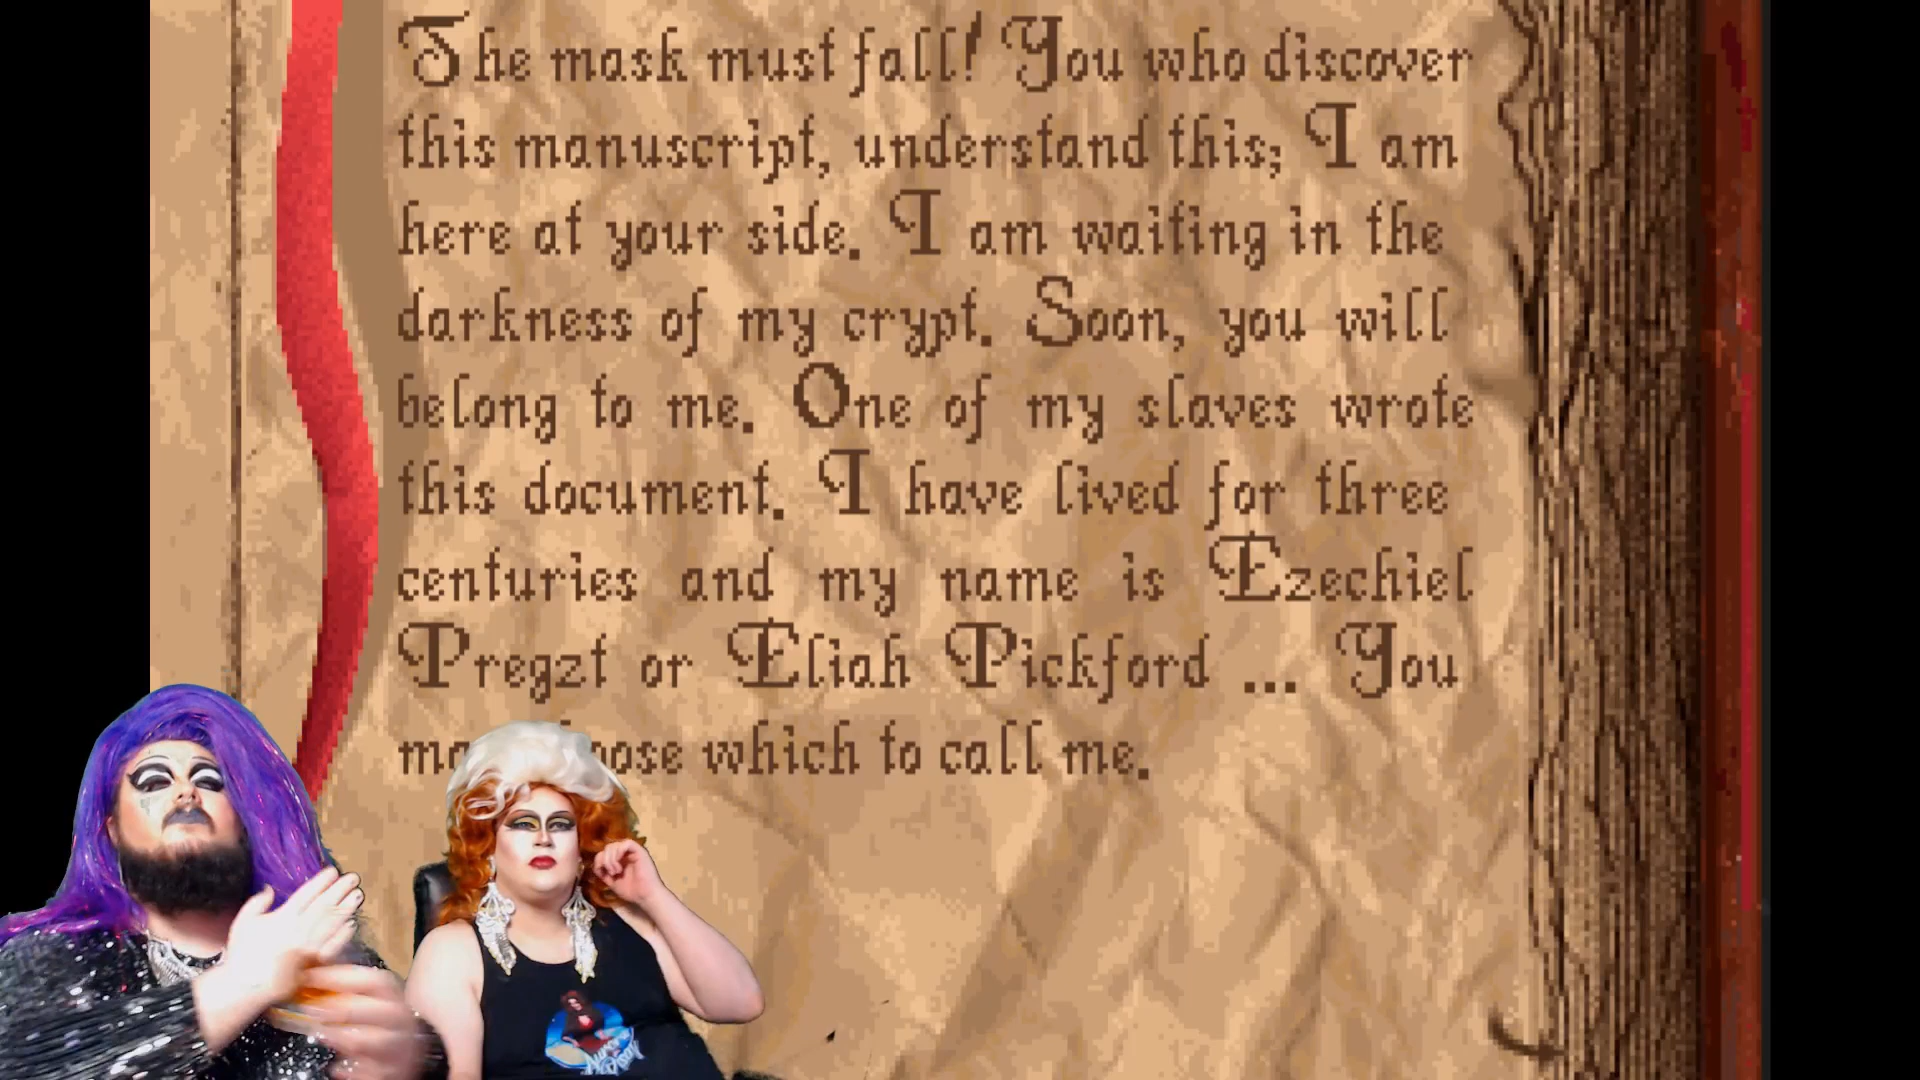 The mask must fall! You who discover
this manuscript, understand this; I am
here at your side. I am waiting in the
darkness of my crypt. Soon, you will
belong to me. One of my slaves wrote
this document. I have lived for three
centuries and my name is Ezechiel
Pregzt or Eliah Pickford ... You
which to call me.